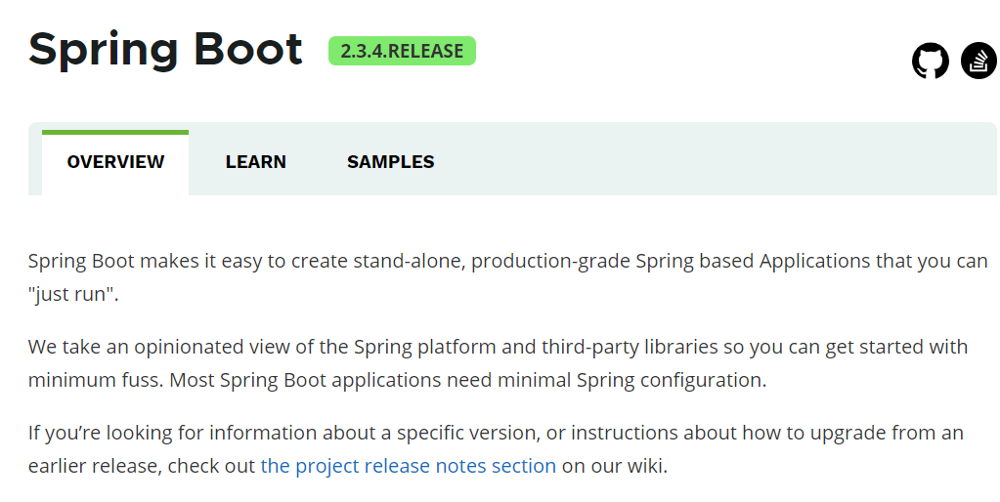 Spring Boot 2.3.4.RELEASE
OVERVIEW LEARN SAMPLES
Spring Boot makes it easy to create stand-alone, production-grade Spring based Applications that you can
"just run".
We take an opinionated view of the Spring platform and third-party libraries so you can get started with
minimum fuss. Most Spring Boot applications need minimal Spring configuration.
If you’re looking for information about a specific version, or instructions about how to upgrade from an
earlier release, check out the project release notes section on our wiki.